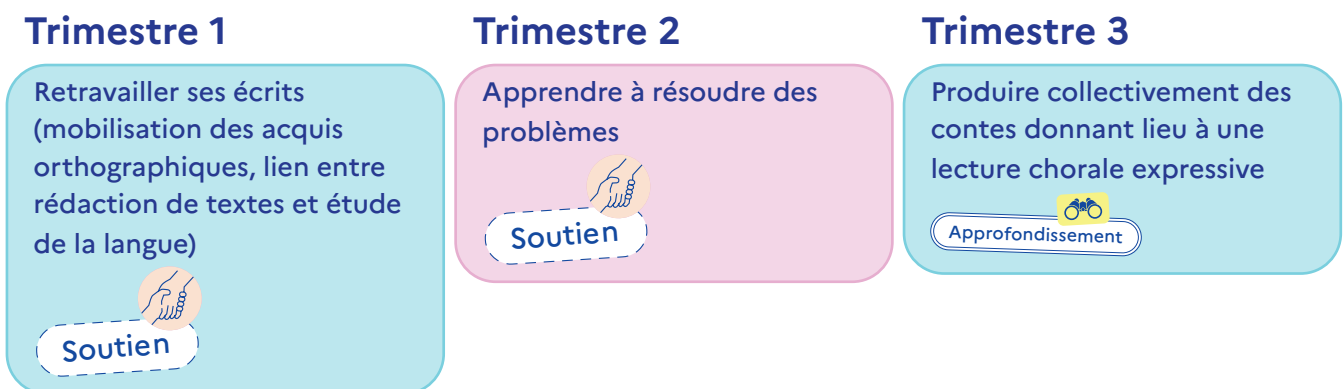 Trimestre 1
Retravailler ses écrits
(mobilisation des acquis
orthographiques, lien entre
rédaction de textes et étude
de la langue)
Soutien
Trimestre 2
Apprendre à résoudre des
problèmes
Soutien
Trimestre 3
Produire collectivement des
contes donnant lieu à une
lecture chorale expressive
Approfondissement